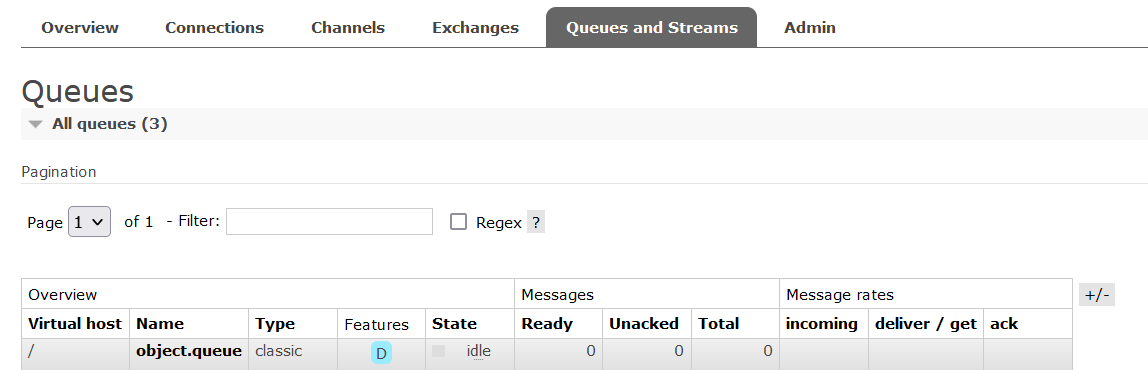 Overview Connections Channels Exchanges Queues and Streams Admin
Queues
All queues (3)
Pagination
Page 1 of 1 - Filter: Regex ?
Overview Messages Message rates +/-
Virtual host Name Type Features State Ready Unacked Total incoming deliver / get ack
/ object.queue classic D idle 0 0 0